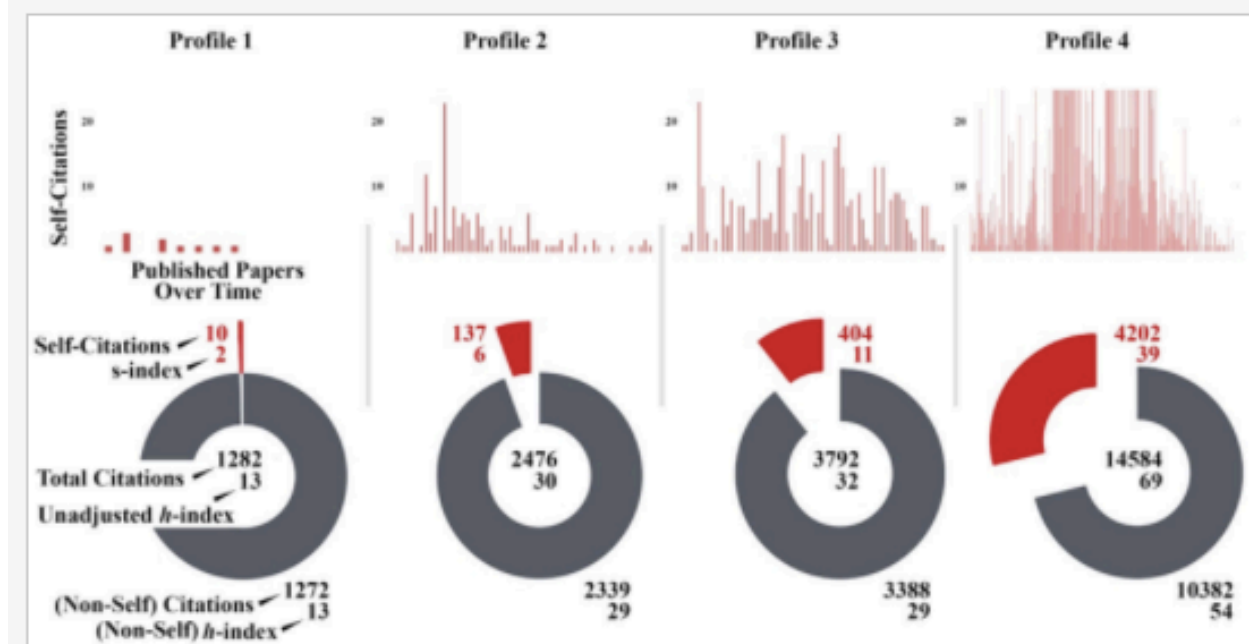 Profile 1
Profile 2
Profile 3
Profile 4
Self-Citations
20
10
20
10
20
10
20
10
Published Papers
Over Time
Self-Citations
10
s-index
2
137
6
404
11
4202
39
Total Citations
1282
Unadjusted h-index
13
2476
30
3792
32
14584
69
(Non-Self) Citations
1272
(Non-Self) h-index
13
2339
29
3388
29
10382
54